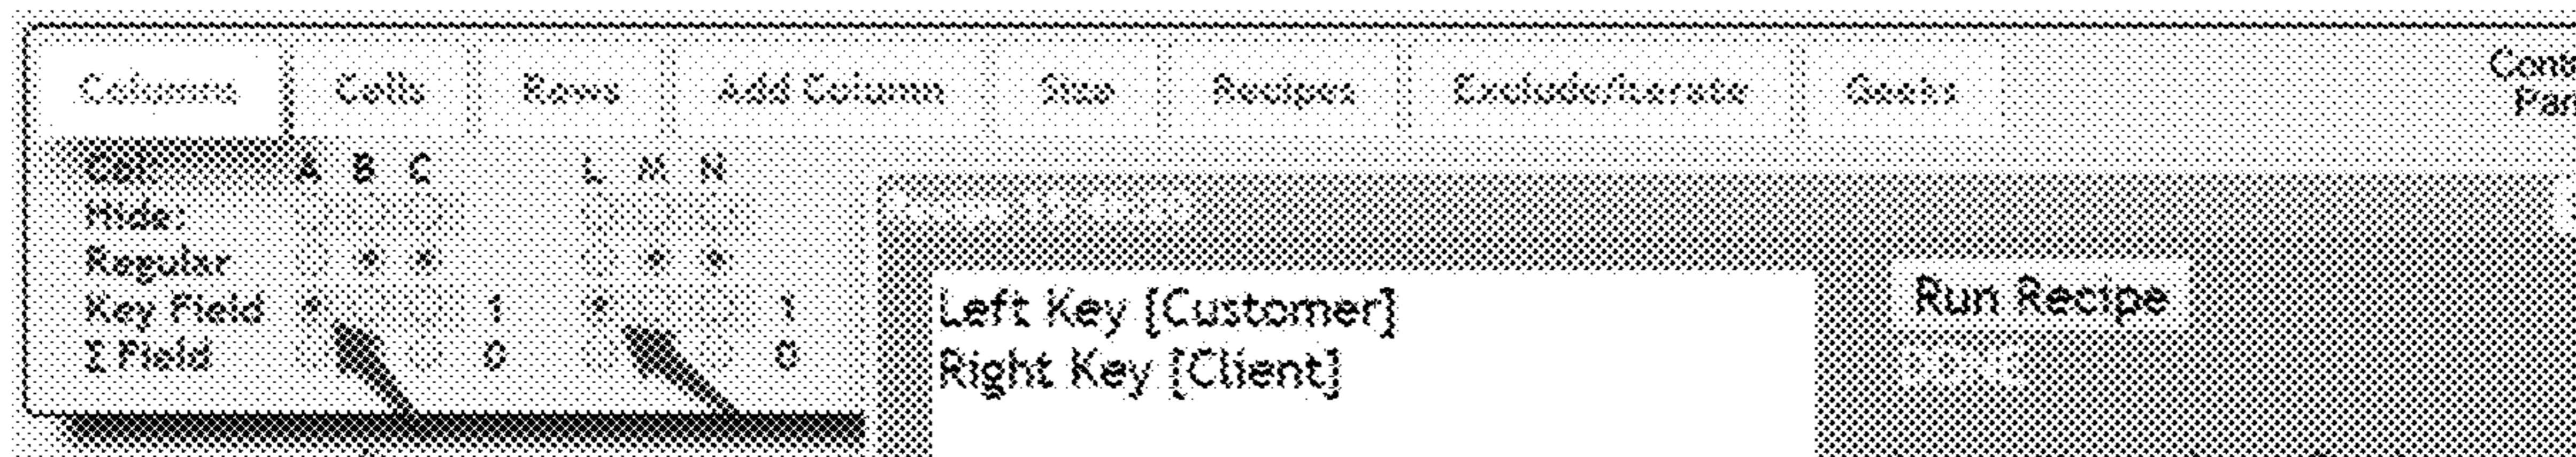 Columns Cells Rows Add Column Size Recipes Exclude/Iterate Geeks
Col: A B C L M N
Hide:
Regular
Key Field 1 1
Σ Field 0 0
Left Key [Customer]
Right Key [Client]
Run Recipe